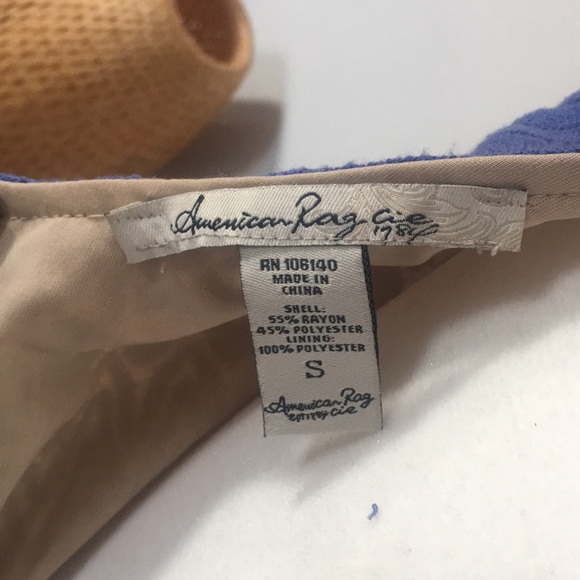 American Rag Cie
1984
RN 106140
MADE IN
CHINA
SHELL:
55% RAYON
45% POLYESTER
LINING:
100% POLYESTER
S
American Rag
Cie